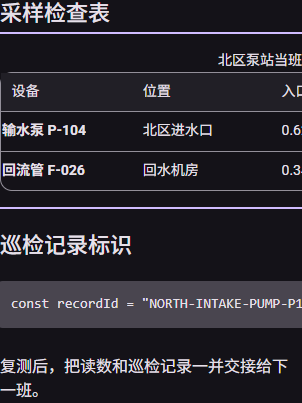 采样检查表
北区泵站当班
设备 位置 入口
输水泵 P-104 北区进水口 0.6
回流管 F-026 回水机房 0.3
巡检记录标识
const recordId = "NORTH-INTAKE-PUMP-P1
复测后，把读数和巡检记录一并交接给下
一班。